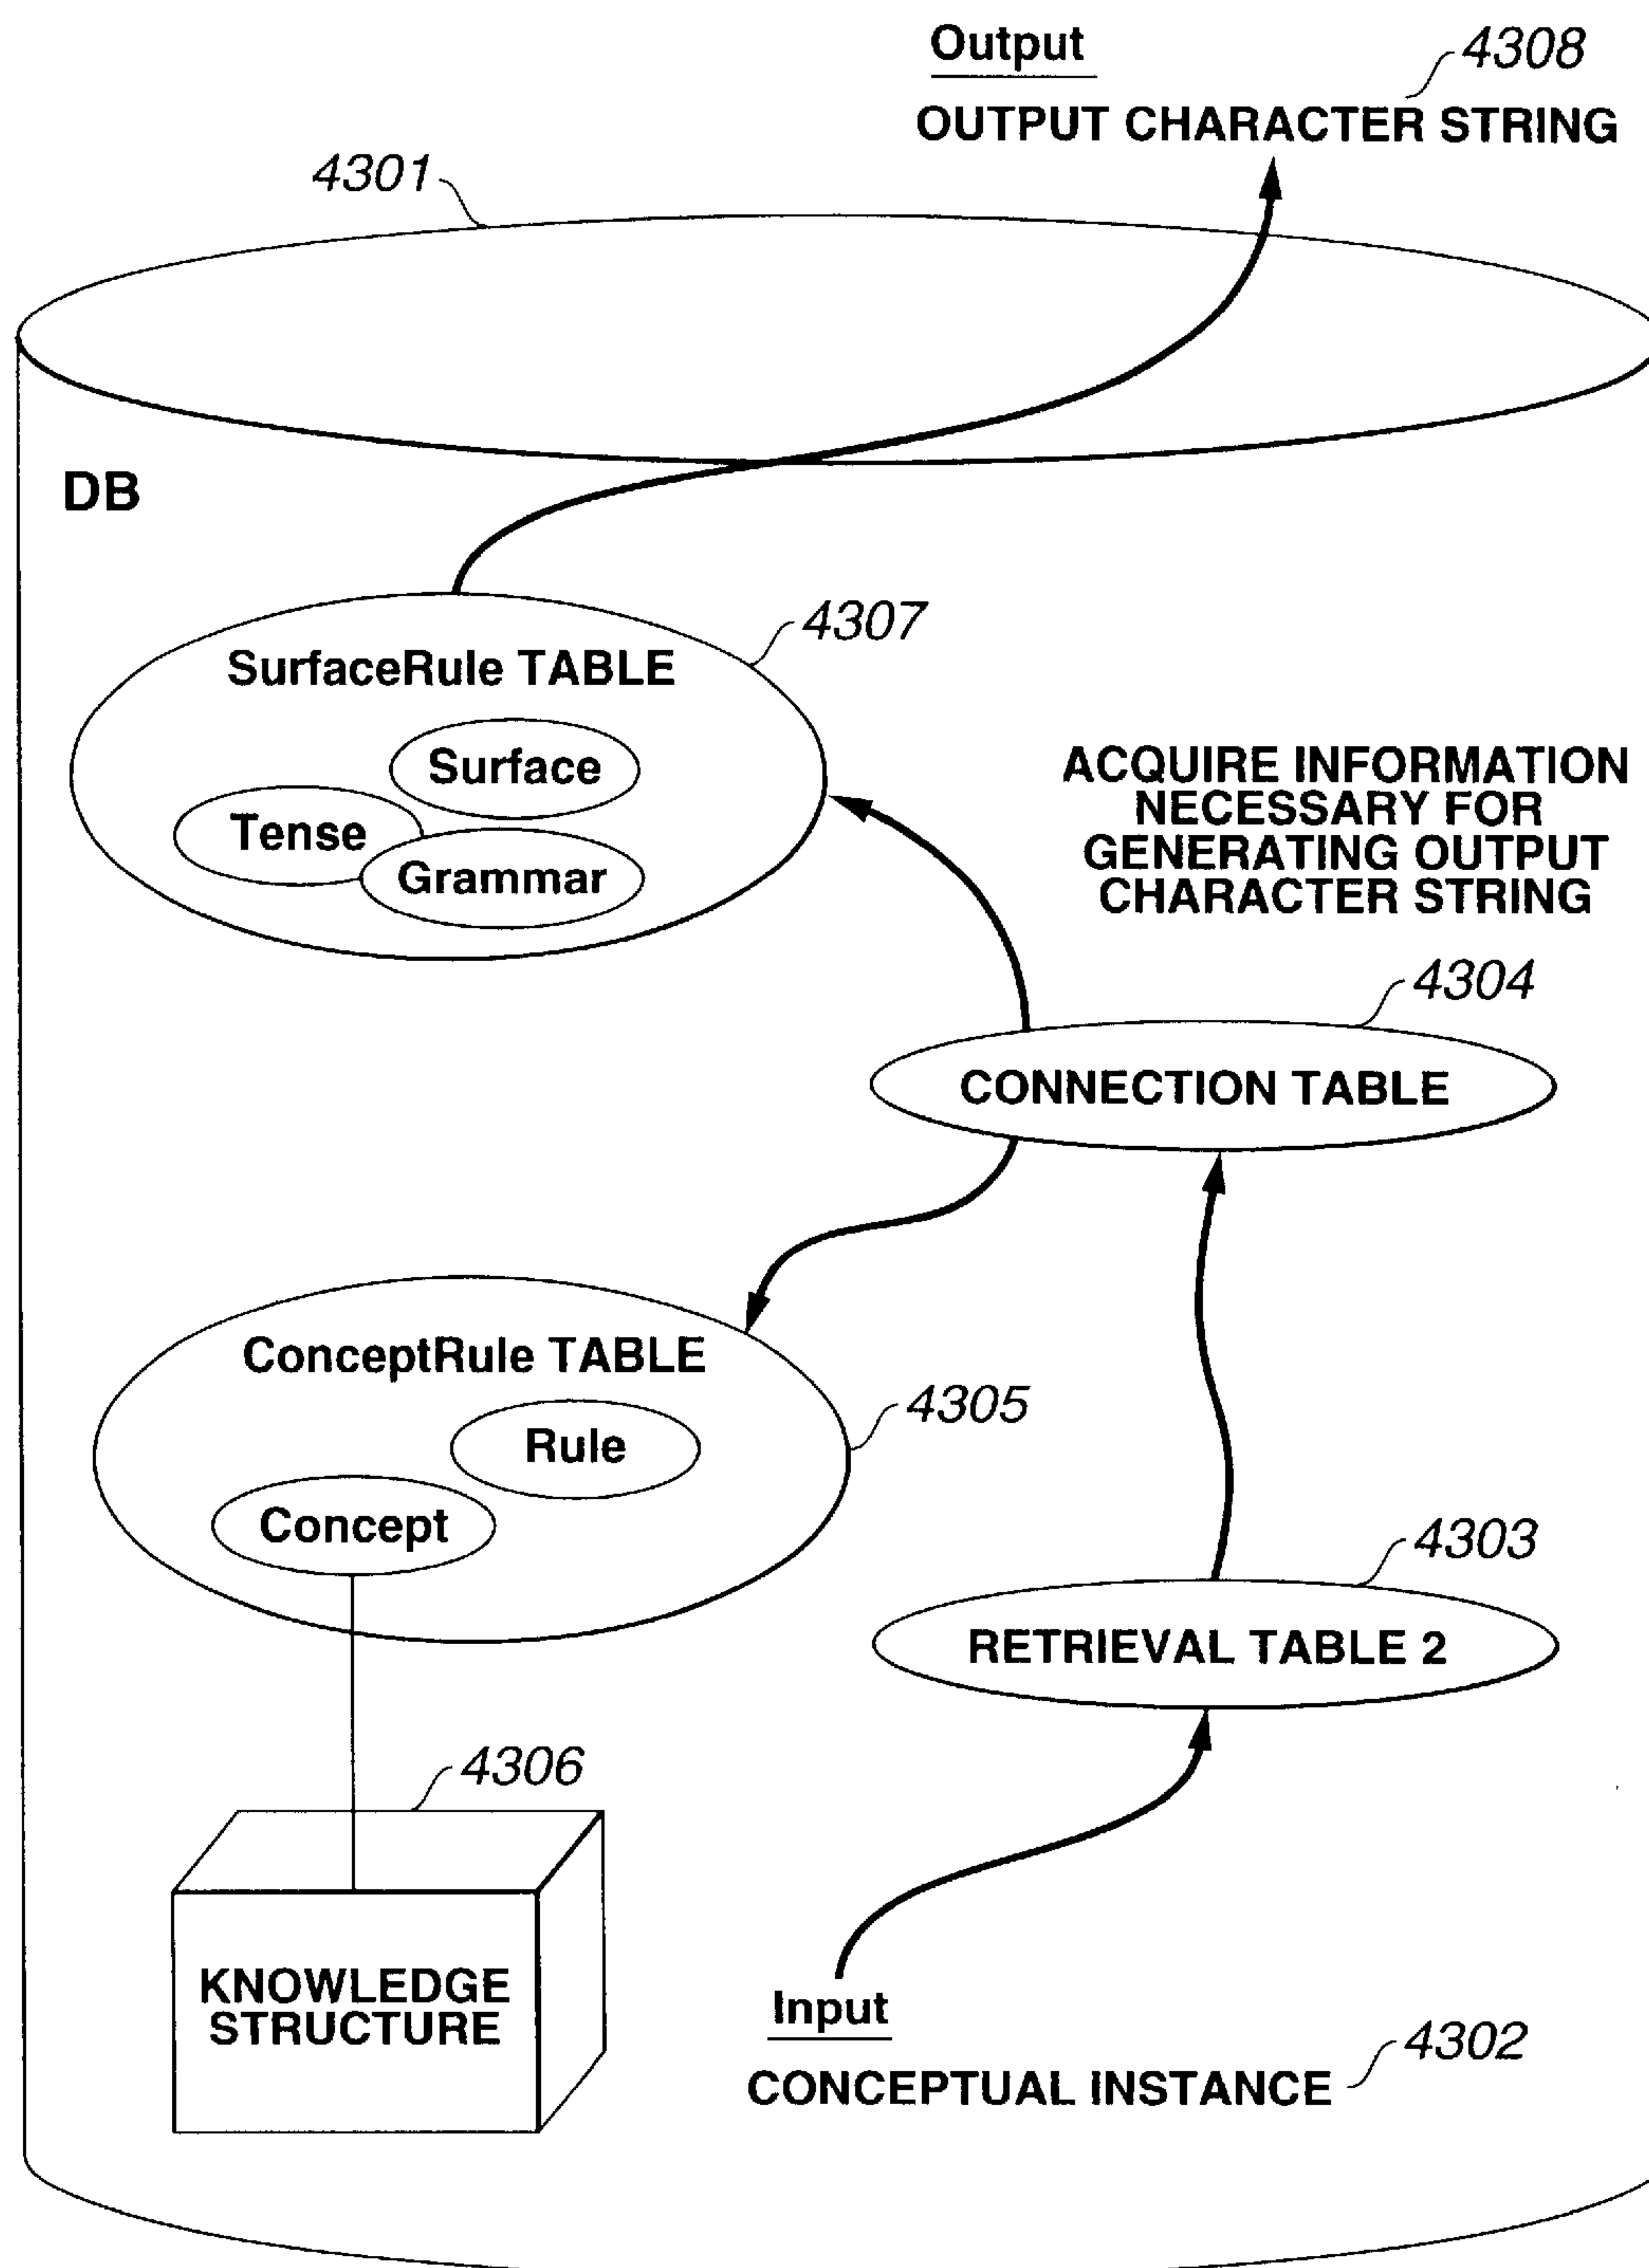 Output
4308
OUTPUT CHARACTER STRING
4301
DB
4307
SurfaceRule TABLE
Surface
Tense
Grammar
ACQUIRE INFORMATION
NECESSARY FOR
GENERATING OUTPUT
CHARACTER STRING
4304
CONNECTION TABLE
ConceptRule TABLE
4305
Rule
Concept
4303
RETRIEVAL TABLE 2
4306
KNOWLEDGE
STRUCTURE
Input
4302
CONCEPTUAL INSTANCE